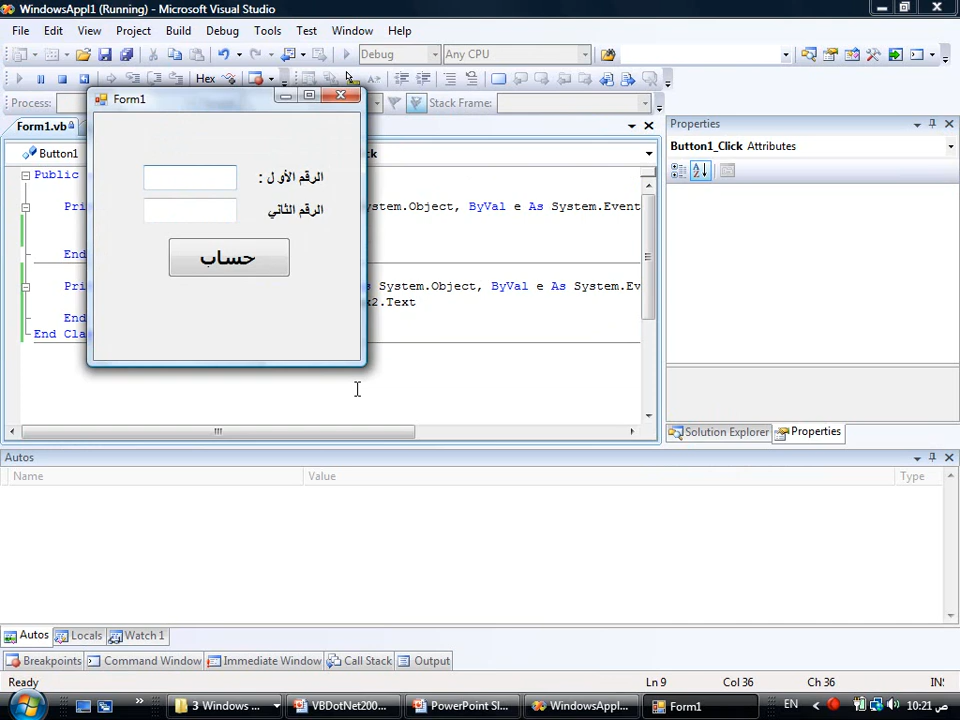 WindowsAppl1 (Running) - Microsoft Visual Studio
File Edit View Project Build Debug Tools Test Window Help
Debug Any CPU
Hex
Process: Stack Frame:
Form1
Form1.vb
Button1 ck
Public
الرقم الأول :
Pri ystem.Object, ByVal e As System.Event
الرقم الثاني
End
حساب
Pri s System.Object, ByVal e As System.Ev
x2.Text
End
End Cla
Properties
Button1_Click Attributes
Solution Explorer Properties
Autos
Name Value Type
Autos Locals Watch 1
Breakpoints Command Window Immediate Window Call Stack Output
Ready Ln 9 Col 36 Ch 36 INS
3 Windows ... VBDotNet200... PowerPoint Sl... WindowsAppl... Form1 EN 10:21 ص